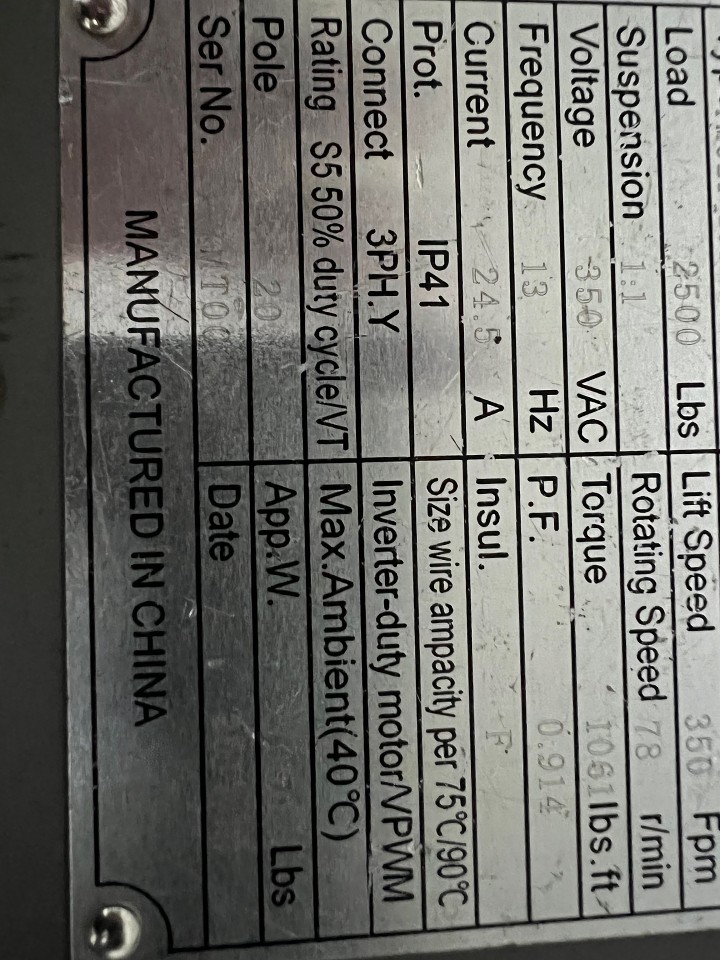 Load 2500 Lbs Lift Speed 350 Fpm
Suspension 1:1 Rotating Speed 78 r/min
Voltage 350 VAC Torque 1061 lbs.ft
Frequency 13 Hz P.F. 0.914
Current 24.5 A Insul. F
Prot. IP41 Size wire ampacity per 75°C/90°C
Connect 3PH.Y Inverter-duty motor/VPWM
Rating S5 50% duty cycle/VT Max.Ambient(40°C)
Pole 20 App.W. Lbs
Ser No. Date
MANUFACTURED IN CHINA